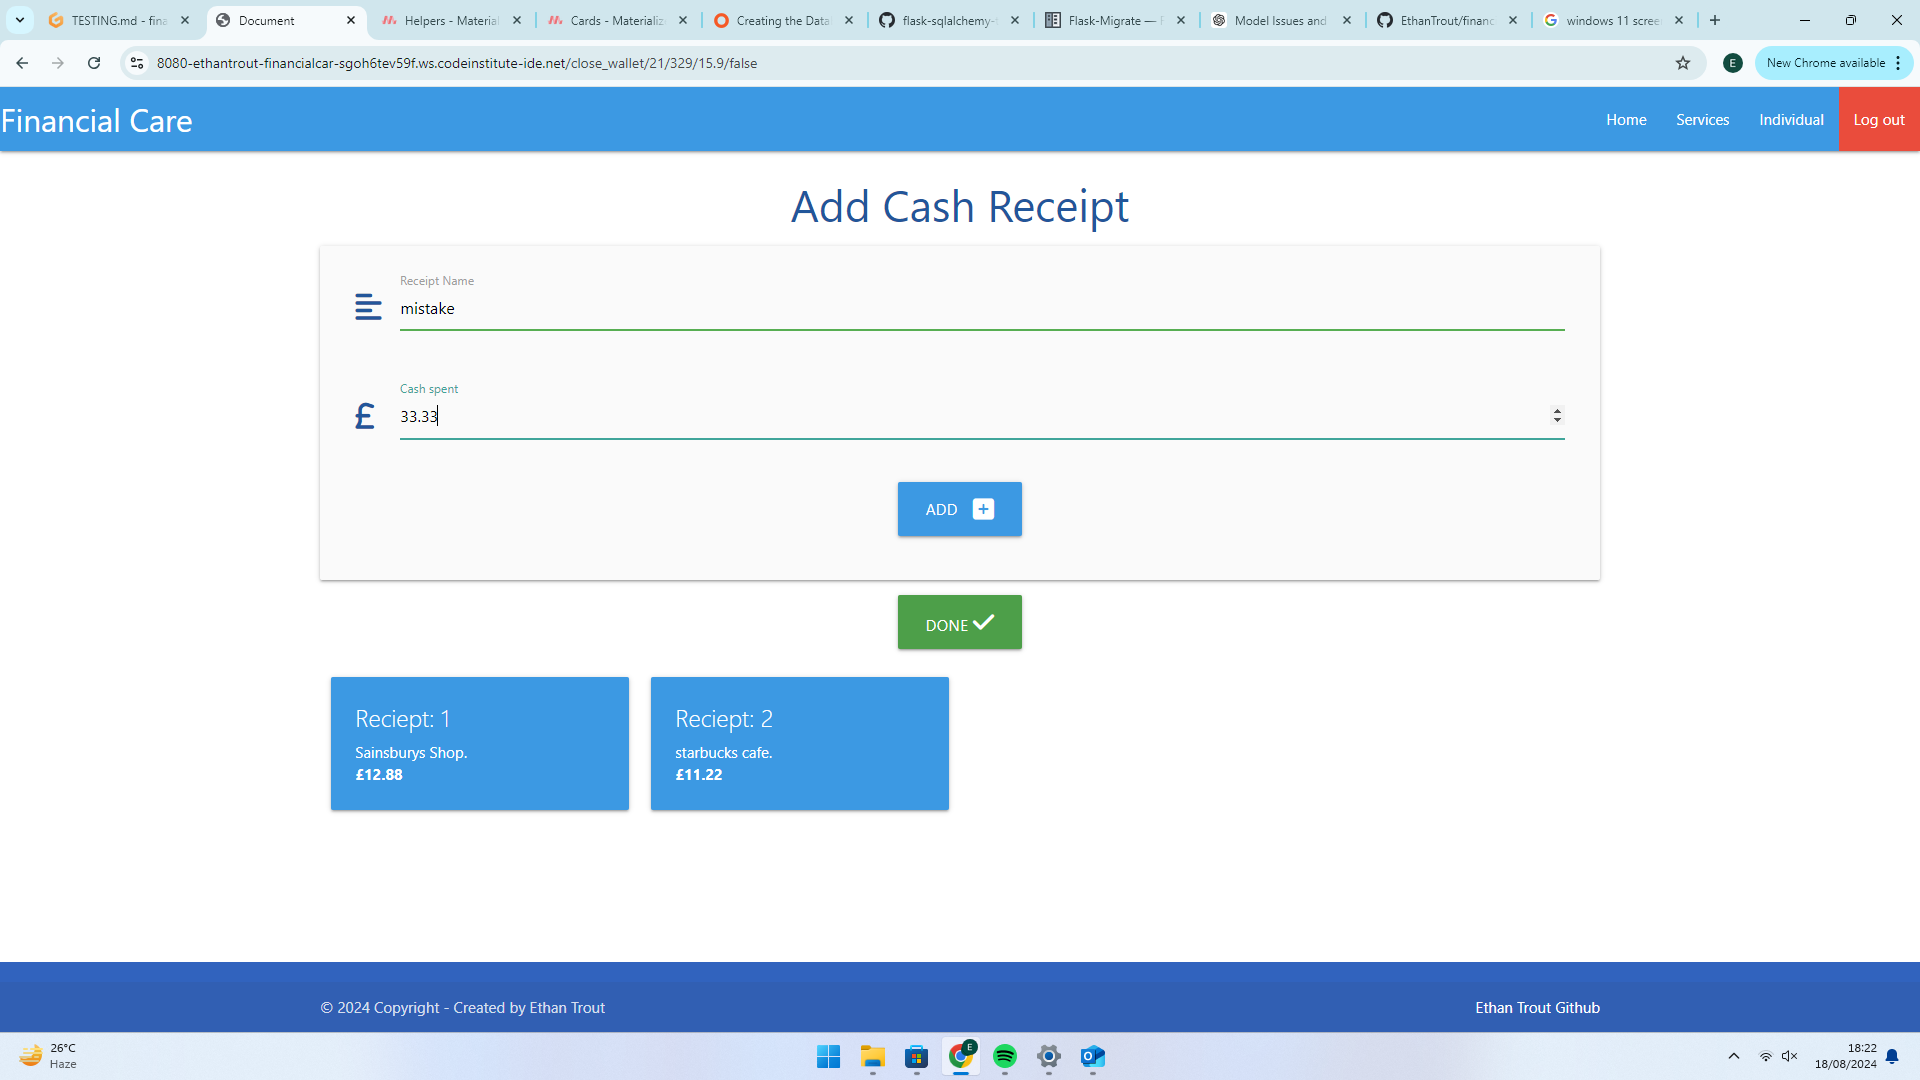 TESTING.md - fina
Document
Helpers - Material
Cards - Materializ
Creating the Data
flask-sqlalchemy-
Flask-Migrate —
Model Issues and
EthanTrout/financ
windows 11 scree
8080-ethantrout-financialcar-sgoh6tev59f.ws.codeinstitute-ide.net/close_wallet/21/329/15.9/false
E
New Chrome available
Financial Care
Home
Services
Individual
Log out
Add Cash Receipt
Receipt Name
mistake
Cash spent
£
33.33
ADD
DONE
Reciept: 1
Sainsburys Shop.
£12.88
Reciept: 2
starbucks cafe.
£11.22
© 2024 Copyright - Created by Ethan Trout
Ethan Trout Github
26°C
Haze
E
18:22
18/08/2024